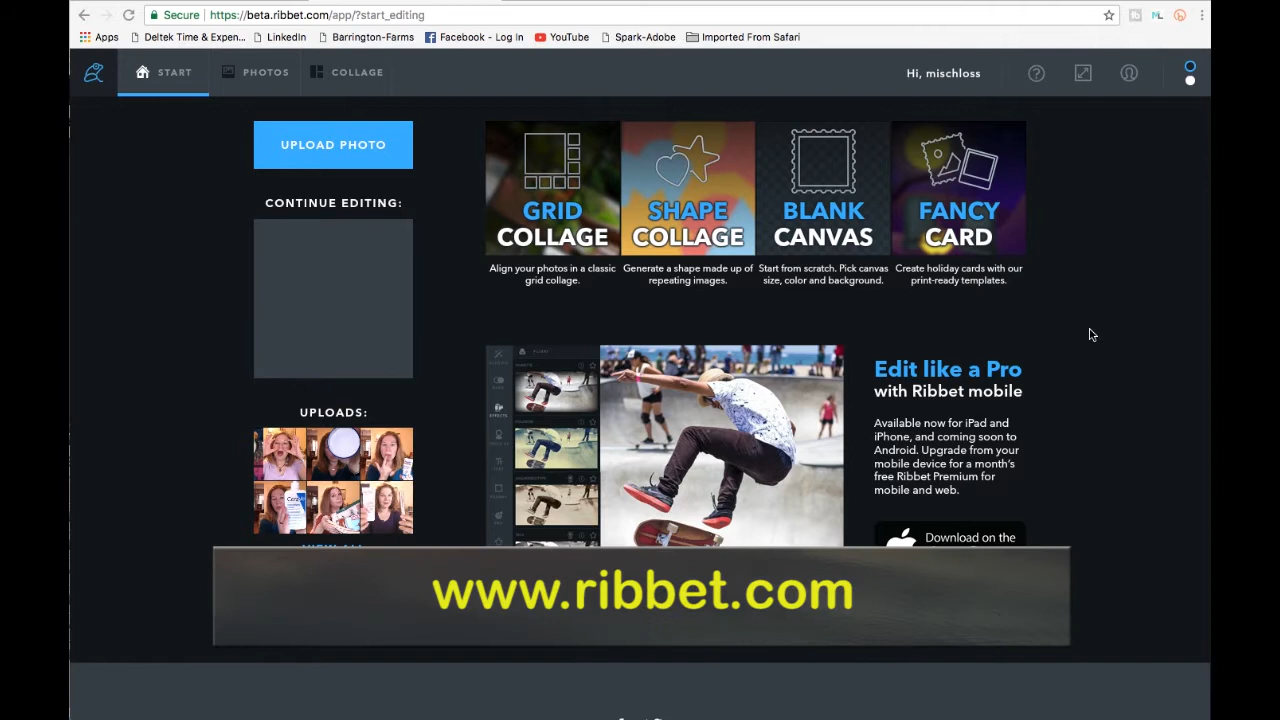 Secure
https://beta.ribbet.com/app/?start_editing
Apps
Deltek Time & Expen...
LinkedIn
Barrington-Farms
Facebook - Log In
YouTube
Spark-Adobe
Imported From Safari
START
PHOTOS
COLLAGE
Hi, mischloss
UPLOAD PHOTO
CONTINUE EDITING:
UPLOADS:
GRID
COLLAGE
Align your photos in a classic
grid collage.
SHAPE
COLLAGE
Generate a shape made up of
repeating images.
BLANK
CANVAS
Start from scratch. Pick canvas
size, color and background.
FANCY
CARD
Create holiday cards with our
print-ready templates.
Edit like a Pro
with Ribbet mobile
Available now for iPad and
iPhone, and coming soon to
Android. Upgrade from your
mobile device for a month's
free Ribbet Premium for
mobile and web.
Download on the
www.ribbet.com